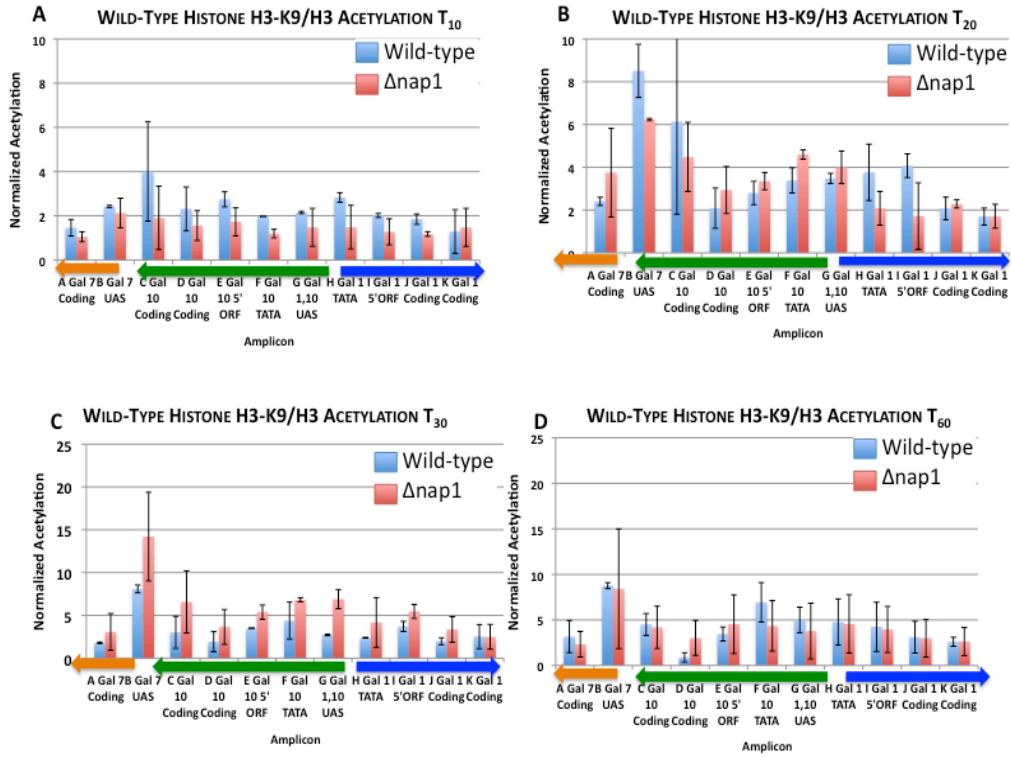 A WILD-TYPE HISTONE H3-K9/H3 ACETYLATION T10
Normalized Acetylation
10
8
6
4
2
0
Wild-type
Δnap1
A Gal 7B Gal 7 C Gal D Gal E Gal F Gal G Gal H Gal 1 I Gal 1 J Gal 1 K Gal 1
Coding UAS 10 10 10 5' 10 1,10 TATA 5'ORF Coding Coding
Coding Coding ORF TATA UAS
Amplicon
B WILD-TYPE HISTONE H3-K9/H3 ACETYLATION T20
Normalized Acetylation
10
8
6
4
2
0
Wild-type
Δnap1
A Gal 7B Gal 7 C Gal D Gal E Gal F Gal G Gal H Gal 1 I Gal 1 J Gal 1 K Gal 1
Coding UAS 10 10 10 5' 10 1,10 TATA 5'ORF Coding Coding
Coding Coding ORF TATA UAS
Amplicon
C WILD-TYPE HISTONE H3-K9/H3 ACETYLATION T30
Normalized Acetylation
25
20
15
10
5
0
Wild-type
Δnap1
A Gal 7B Gal 7 C Gal D Gal E Gal F Gal G Gal H Gal 1 I Gal 1 J Gal 1 K Gal 1
Coding UAS 10 10 10 5' 10 1,10 TATA 5'ORF Coding Coding
Coding Coding ORF TATA UAS
Amplicon
D WILD-TYPE HISTONE H3-K9/H3 ACETYLATION T60
Normalized Acetylation
25
20
15
10
5
0
Wild-type
Δnap1
A Gal 7B Gal 7 C Gal D Gal E Gal F Gal G Gal H Gal 1 I Gal 1 J Gal 1 K Gal 1
Coding UAS 10 10 10 5' 10 1,10 TATA 5'ORF Coding Coding
Coding Coding ORF TATA UAS
Amplicon